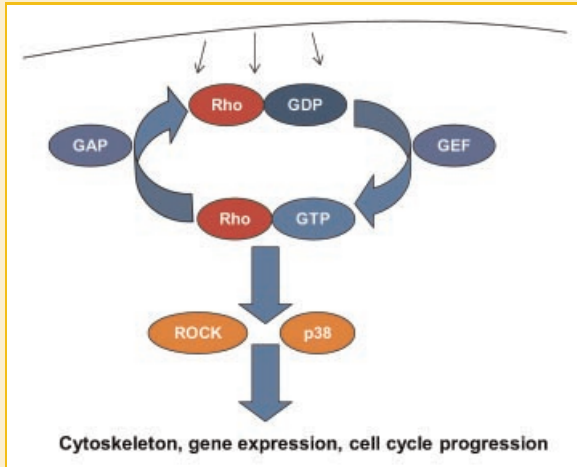 Rho GDP
GAP GEF
Rho GTP
ROCK p38
Cytoskeleton, gene expression, cell cycle progression